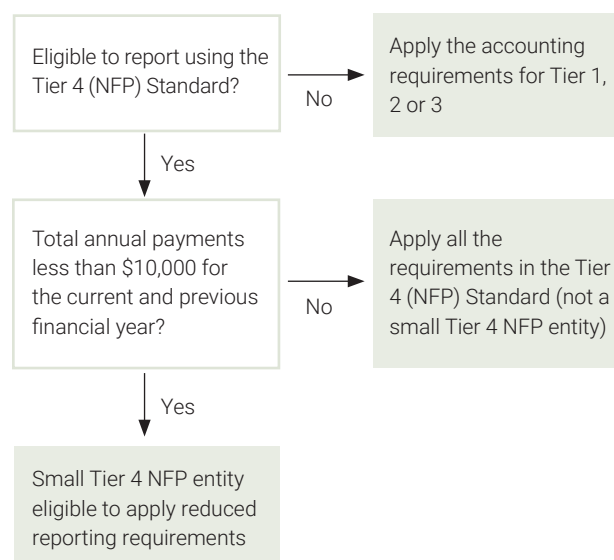 Eligible to report using the
Tier 4 (NFP) Standard?
No
Apply the accounting
requirements for Tier 1,
2 or 3
Yes
Total annual payments
less than $10,000 for
the current and previous
financial year?
No
Apply all the
requirements in the Tier
4 (NFP) Standard (not a
small Tier 4 NFP entity)
Yes
Small Tier 4 NFP entity
eligible to apply reduced
reporting requirements